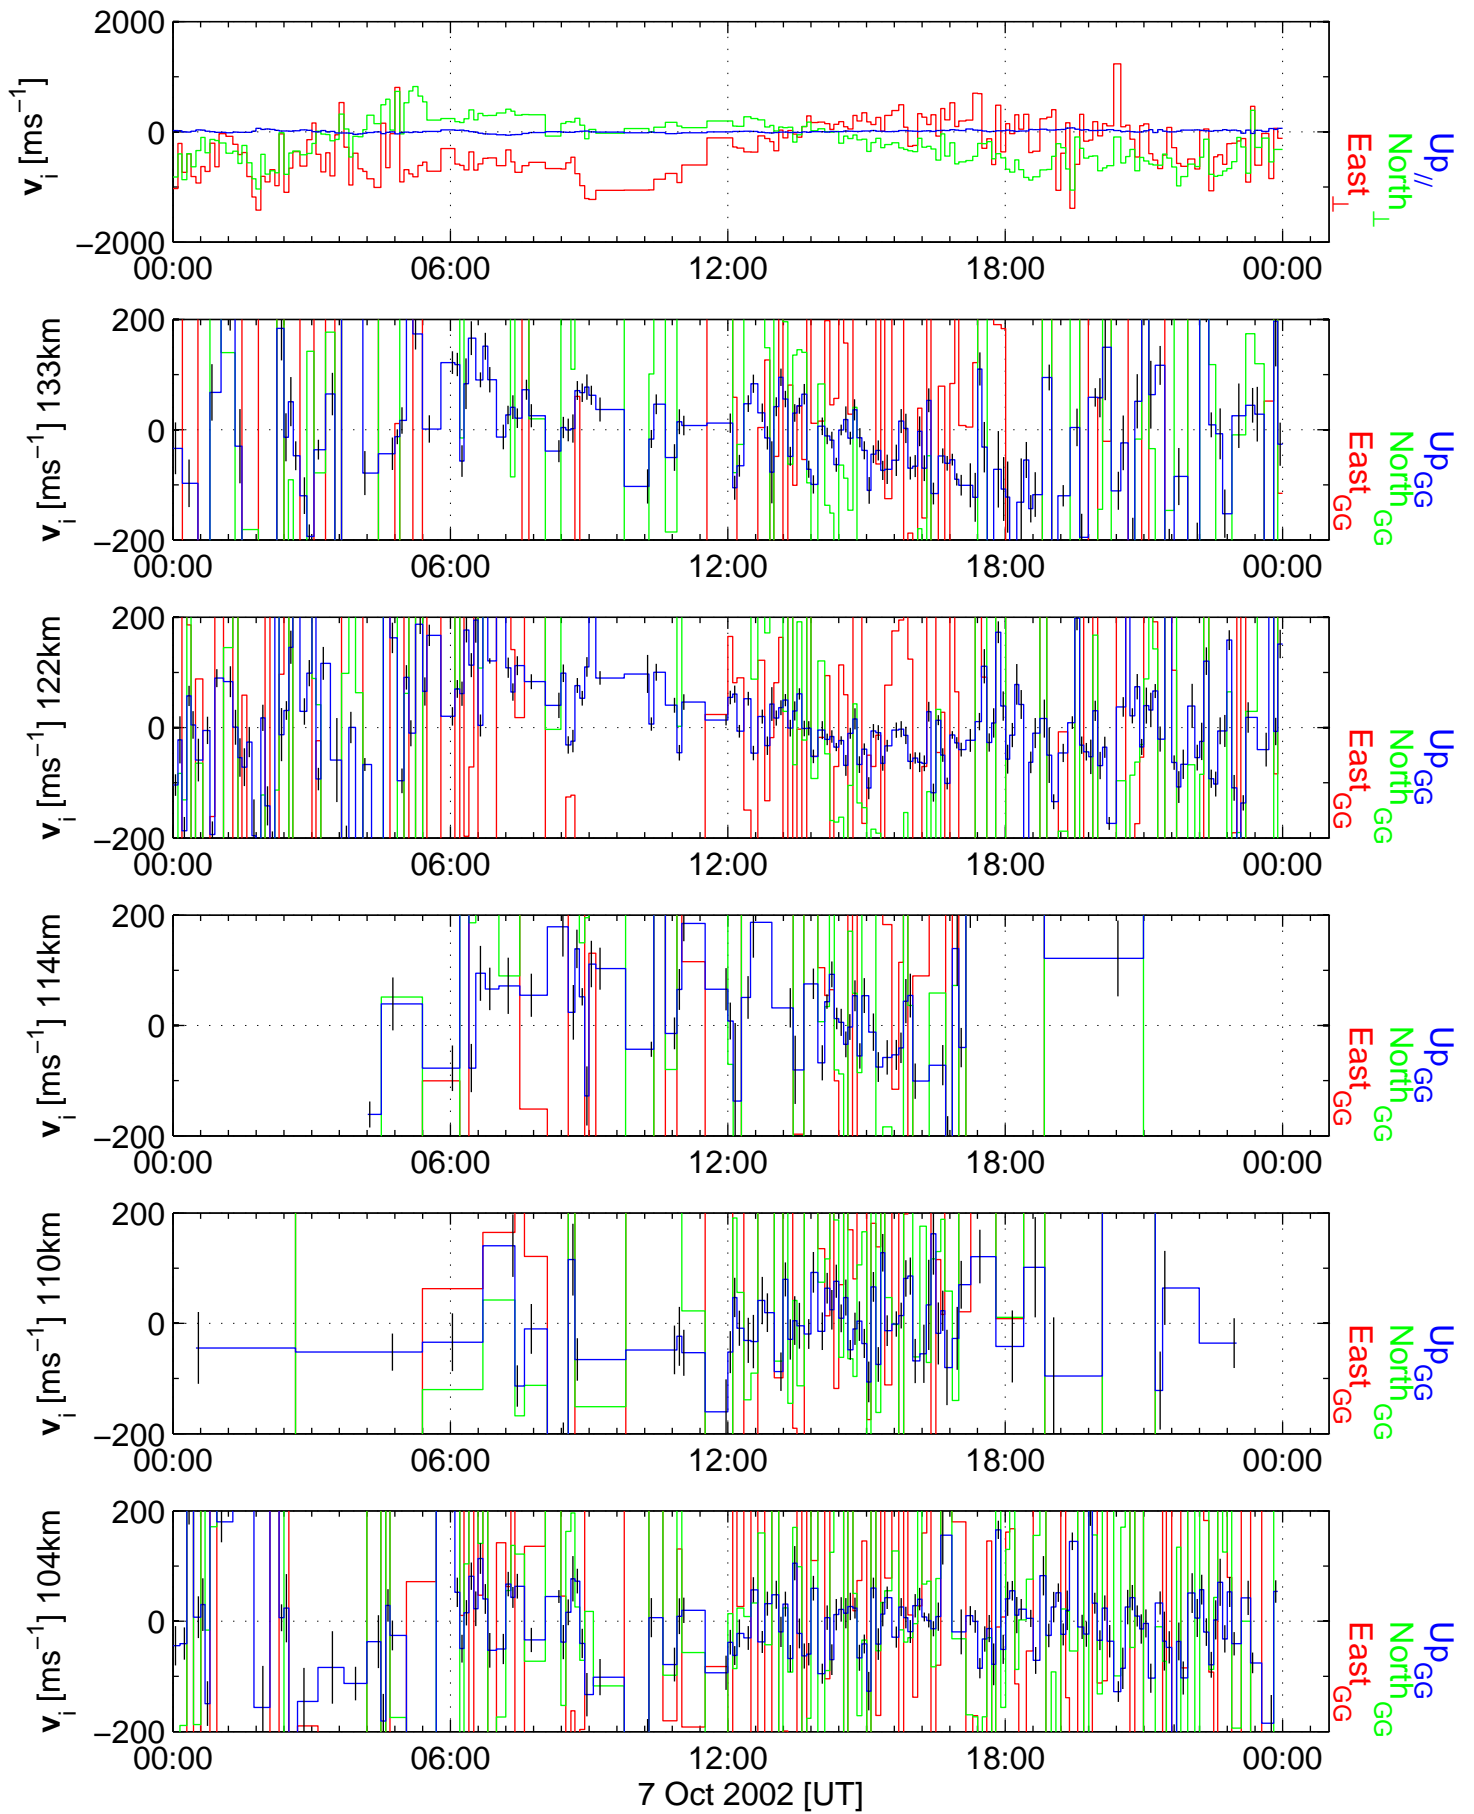 2000
0
−2000
v_i [ms^−1]
00:00 06:00 12:00 18:00 00:00
East_⊥
North_⊥
Up_//
200
0
−200
v_i [ms^−1] 133km
00:00 06:00 12:00 18:00 00:00
East_GG
North_GG
Up_GG
200
0
−200
v_i [ms^−1] 122km
00:00 06:00 12:00 18:00 00:00
East_GG
North_GG
Up_GG
200
0
−200
v_i [ms^−1] 114km
00:00 06:00 12:00 18:00 00:00
East_GG
North_GG
Up_GG
200
0
−200
v_i [ms^−1] 110km
00:00 06:00 12:00 18:00 00:00
East_GG
North_GG
Up_GG
200
0
−200
v_i [ms^−1] 104km
00:00 06:00 12:00 18:00 00:00
East_GG
North_GG
Up_GG
7 Oct 2002 [UT]